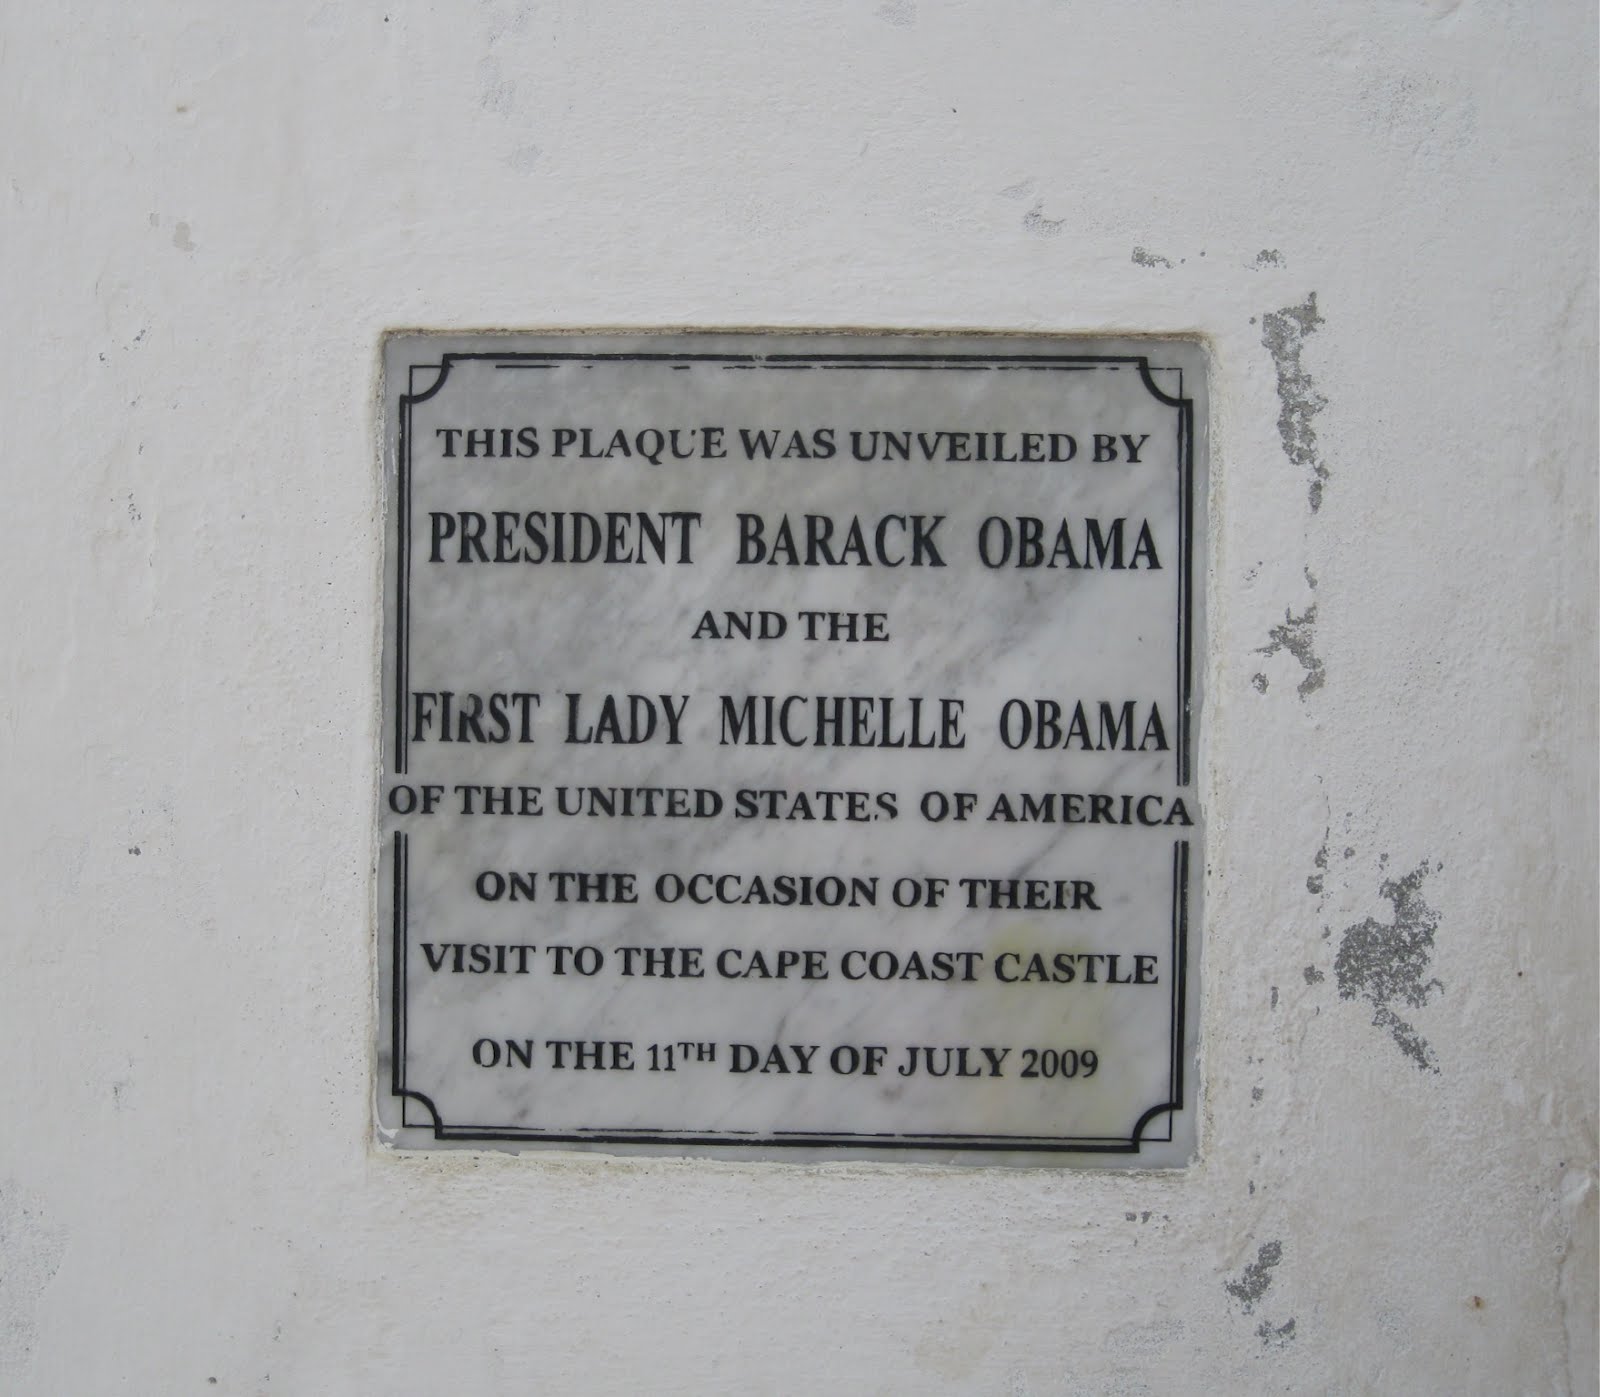 THIS PLAQUE WAS UNVEILED BY
PRESIDENT BARACK OBAMA
AND THE
FIRST LADY MICHELLE OBAMA
OF THE UNITED STATES OF AMERICA
ON THE OCCASION OF THEIR
VISIT TO THE CAPE COAST CASTLE
ON THE 11TH DAY OF JULY 2009